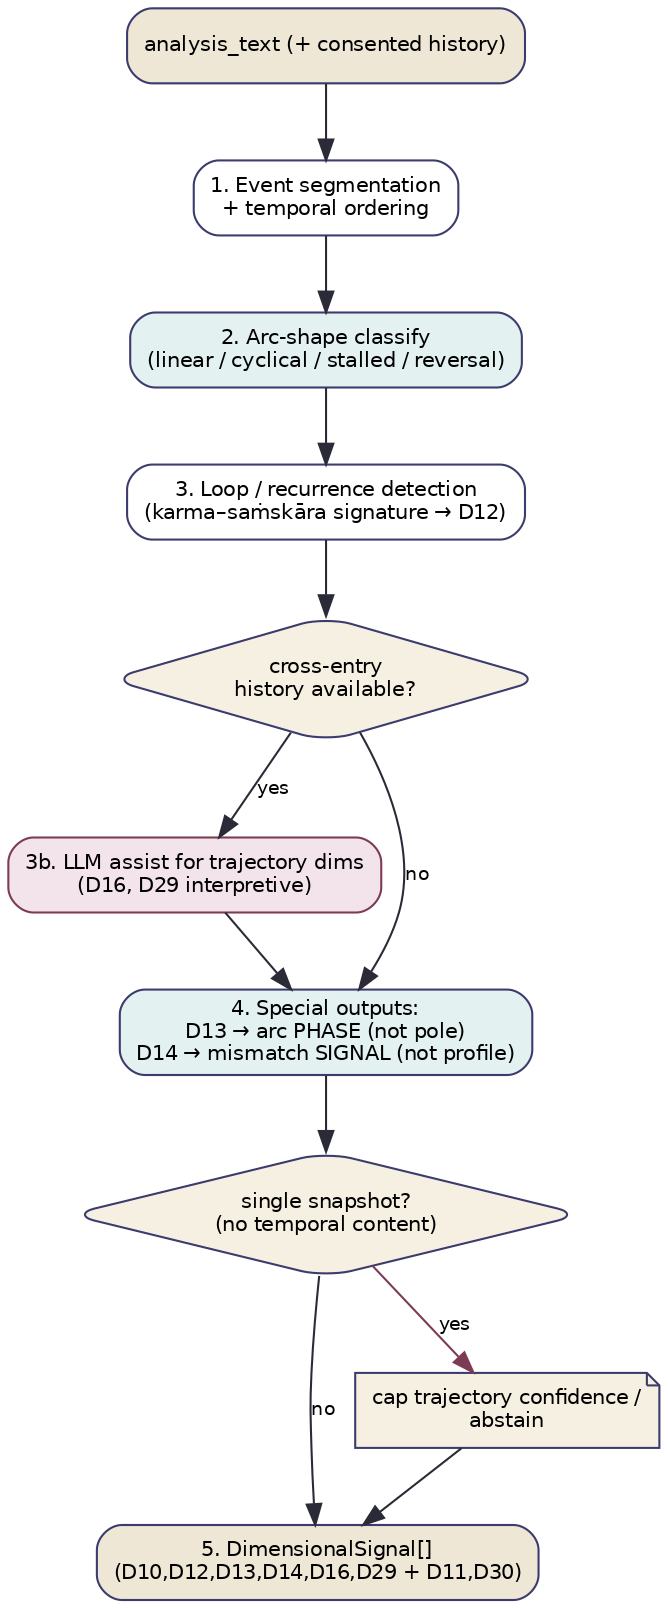 analysis_text (+ consented history)
1. Event segmentation
+ temporal ordering
2. Arc-shape classify
(linear / cyclical / stalled / reversal)
3. Loop / recurrence detection
(karma–saṁskāra signature → D12)
cross-entry
history available?
yes
no
3b. LLM assist for trajectory dims
(D16, D29 interpretive)
4. Special outputs:
D13 → arc PHASE (not pole)
D14 → mismatch SIGNAL (not profile)
single snapshot?
(no temporal content)
yes
no
cap trajectory confidence /
abstain
5. DimensionalSignal[]
(D10,D12,D13,D14,D16,D29 + D11,D30)